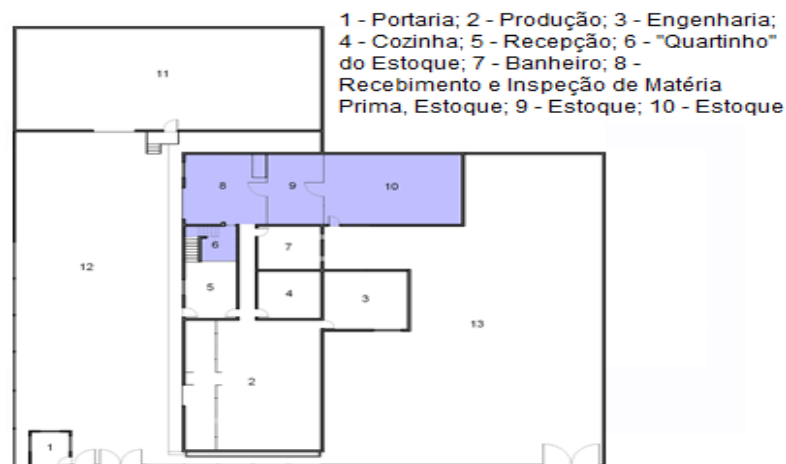 1 - Portaria; 2 - Produção; 3 - Engenharia;
4 - Cozinha; 5 - Recepção; 6 - "Quartinho"
do Estoque; 7 - Banheiro; 8 -
Recebimento e Inspeção de Matéria
Prima, Estoque; 9 - Estoque; 10 - Estoque
11
8
9
10
6
7
12
5
4
3
13
2
1